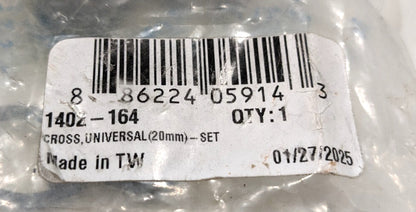 8 86224 05914 3
1402-164 QTY:1
CROSS,UNIVERSAL(20mm)-SET
Made in TW 01/27/2025